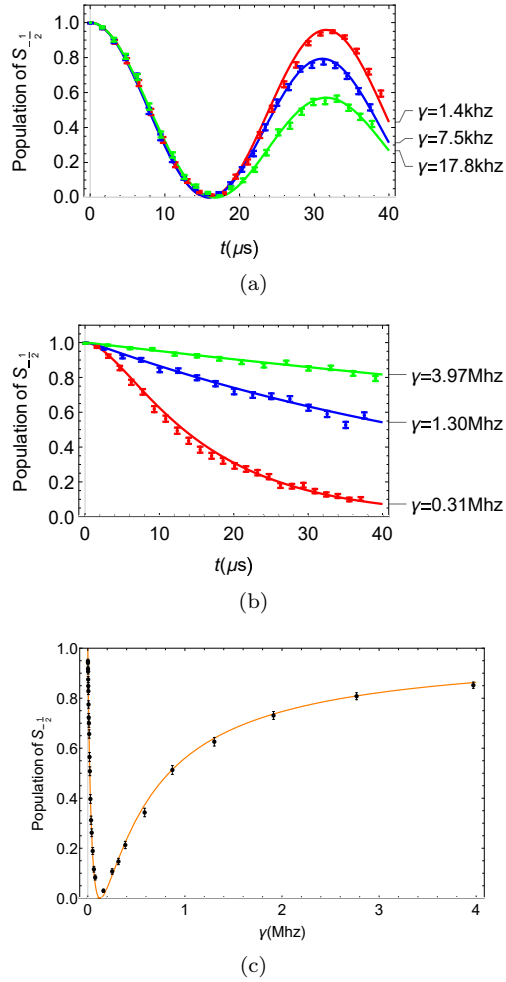 Population of S₋½
1.0
0.8
0.6
0.4
0.2
0.0
0
10
20
30
40
γ=1.4khz
γ=7.5khz
γ=17.8khz
t(μs)
(a)
Population of S₋½
1.0
0.8
0.6
0.4
0.2
0.0
0
10
20
30
40
γ=3.97Mhz
γ=1.30Mhz
γ=0.31Mhz
t(μs)
(b)
Population of S₋½
1.0
0.8
0.6
0.4
0.2
0.0
0
1
2
3
4
γ(Mhz)
(c)